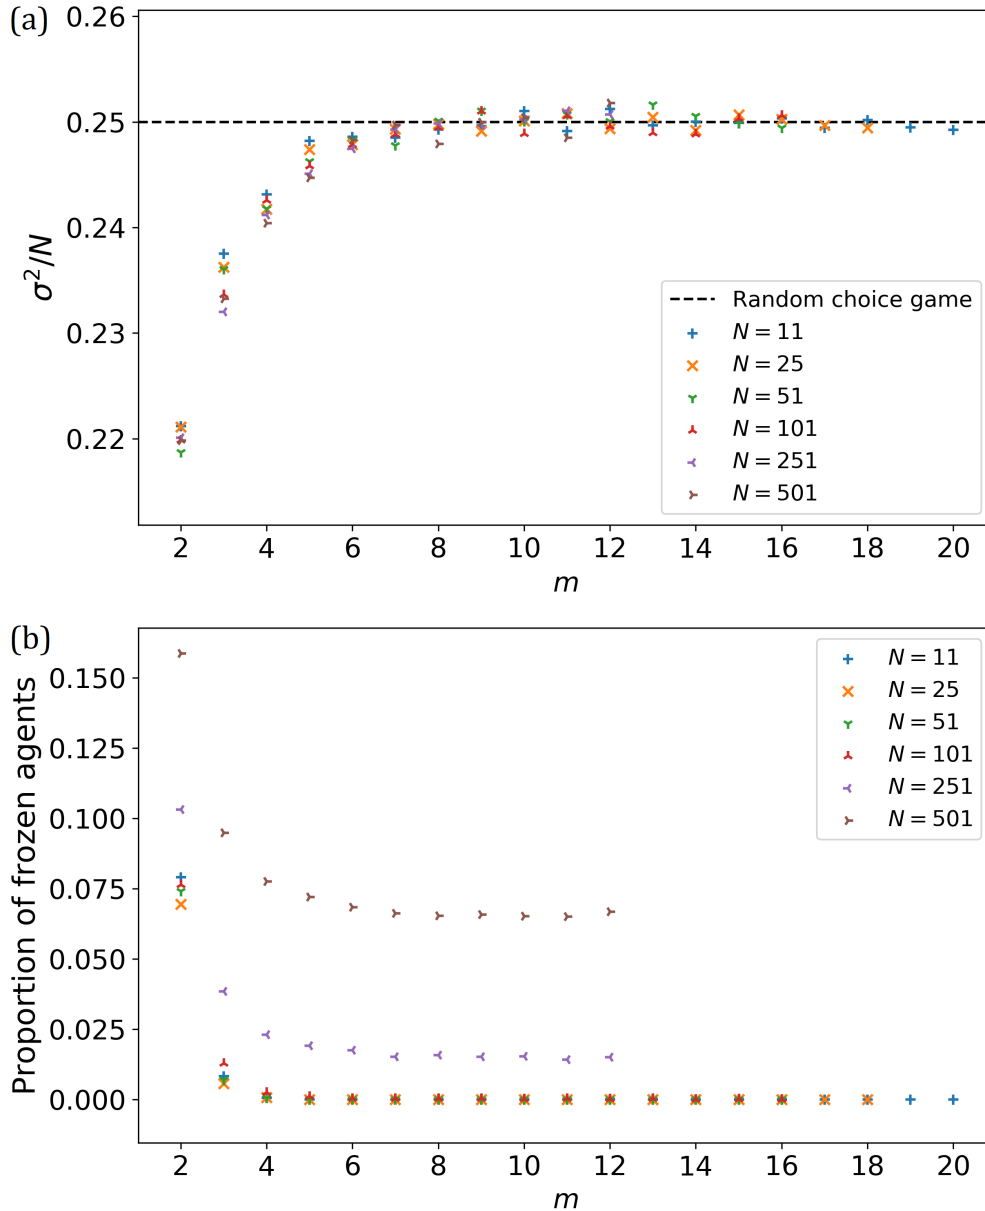 (a)
0.26
0.25
0.24
0.23
0.22
σ²/N
Random choice game
N = 11
N = 25
N = 51
N = 101
N = 251
N = 501
2 4 6 8 10 12 14 16 18 20
m
(b)
0.150
0.125
0.100
0.075
0.050
0.025
0.000
Proportion of frozen agents
N = 11
N = 25
N = 51
N = 101
N = 251
N = 501
2 4 6 8 10 12 14 16 18 20
m